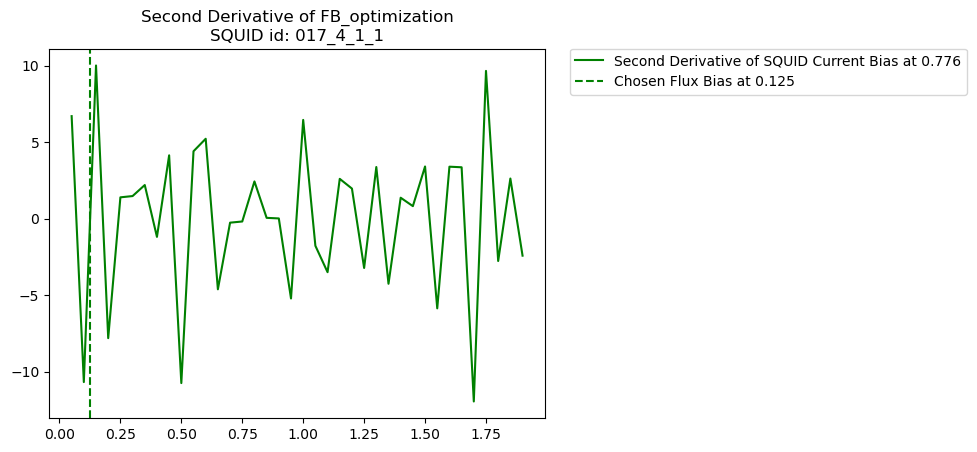 Second Derivative of FB_optimization
SQUID id: 017_4_1_1
Second Derivative of SQUID Current Bias at 0.776
Chosen Flux Bias at 0.125
10
5
0
−5
−10
0.00 0.25 0.50 0.75 1.00 1.25 1.50 1.75